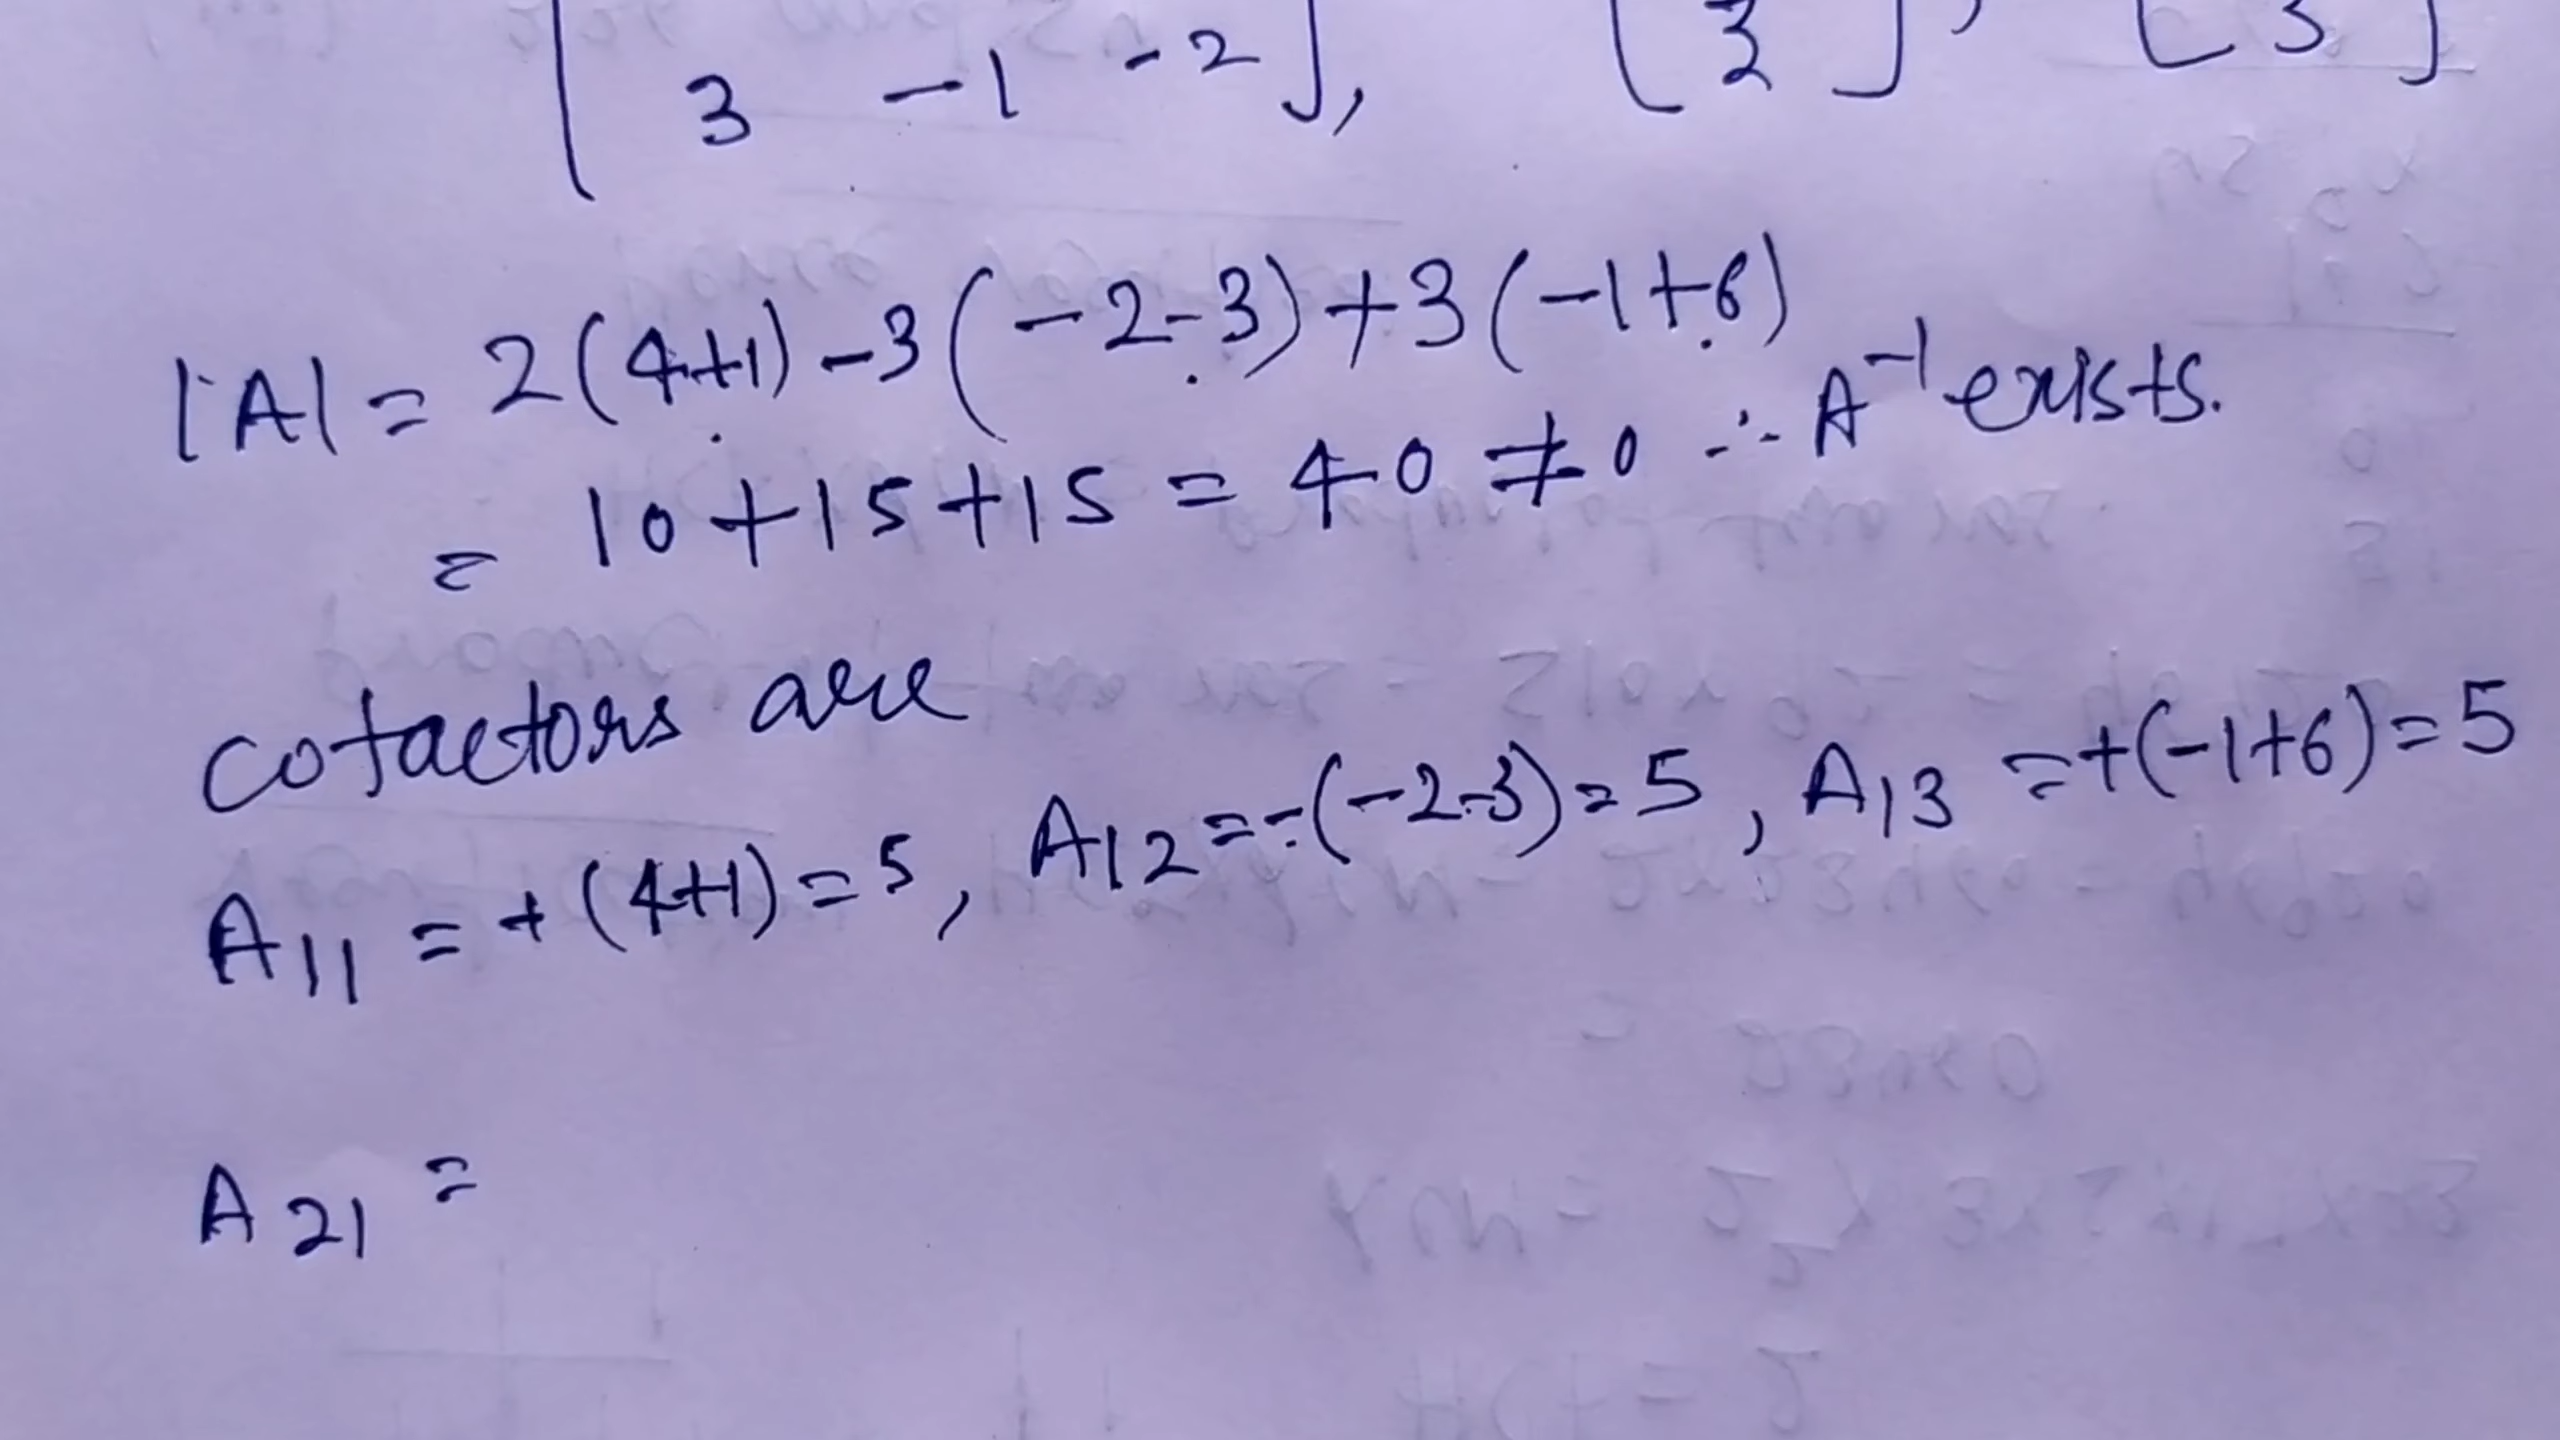 3 -1 -2], [z], [3]
|A| = 2(4+1) -3(-2-3)+3(-1+6)
= 10+15+15 = 40 ≠ 0 ∴ A⁻¹ exists.
cofactors are
A11 = +(4+1) = 5, A12 = -(-2-3) = 5, A13 = +(-1+6) = 5
A21 =